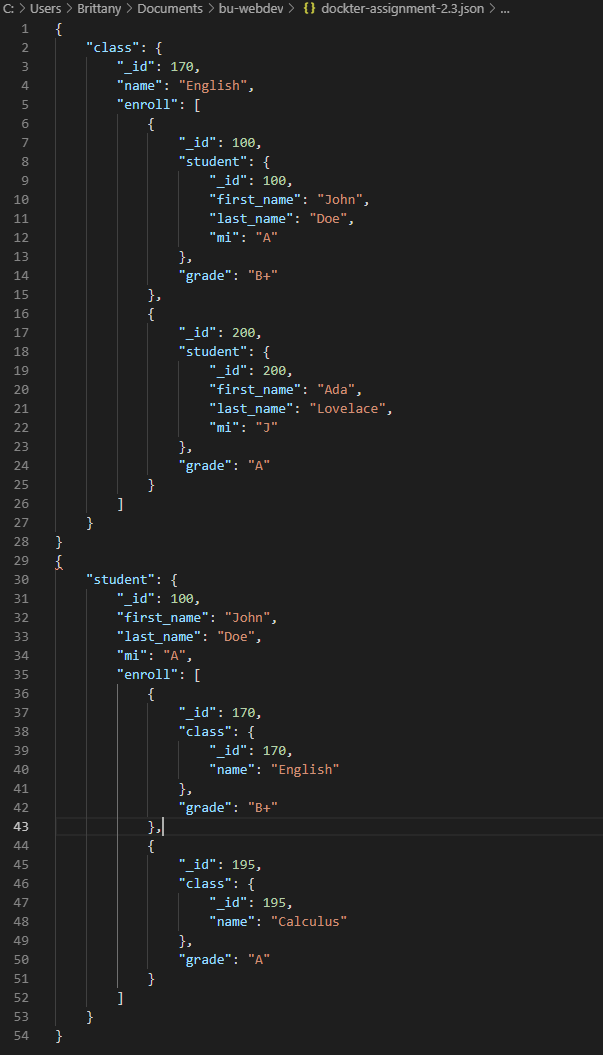 C: > Users > Brittany > Documents > bu-webdev > {} dockter-assignment-2.3.json > ...
1 {
2     "class": {
3         "_id": 170,
4         "name": "English",
5         "enroll": [
6             {
7                 "_id": 100,
8                 "student": {
9                     "_id": 100,
10                     "first_name": "John",
11                     "last_name": "Doe",
12                     "mi": "A"
13                 },
14                 "grade": "B+"
15             },
16             {
17                 "_id": 200,
18                 "student": {
19                     "_id": 200,
20                     "first_name": "Ada",
21                     "last_name": "Lovelace",
22                     "mi": "J"
23                 },
24                 "grade": "A"
25             }
26         ]
27     }
28 }
29 {
30     "student": {
31         "_id": 100,
32         "first_name": "John",
33         "last_name": "Doe",
34         "mi": "A",
35         "enroll": [
36             {
37                 "_id": 170,
38                 "class": {
39                     "_id": 170,
40                     "name": "English"
41                 },
42                 "grade": "B+"
43             },
44             {
45                 "_id": 195,
46                 "class": {
47                     "_id": 195,
48                     "name": "Calculus"
49                 },
50                 "grade": "A"
51             }
52         ]
53     }
54 }